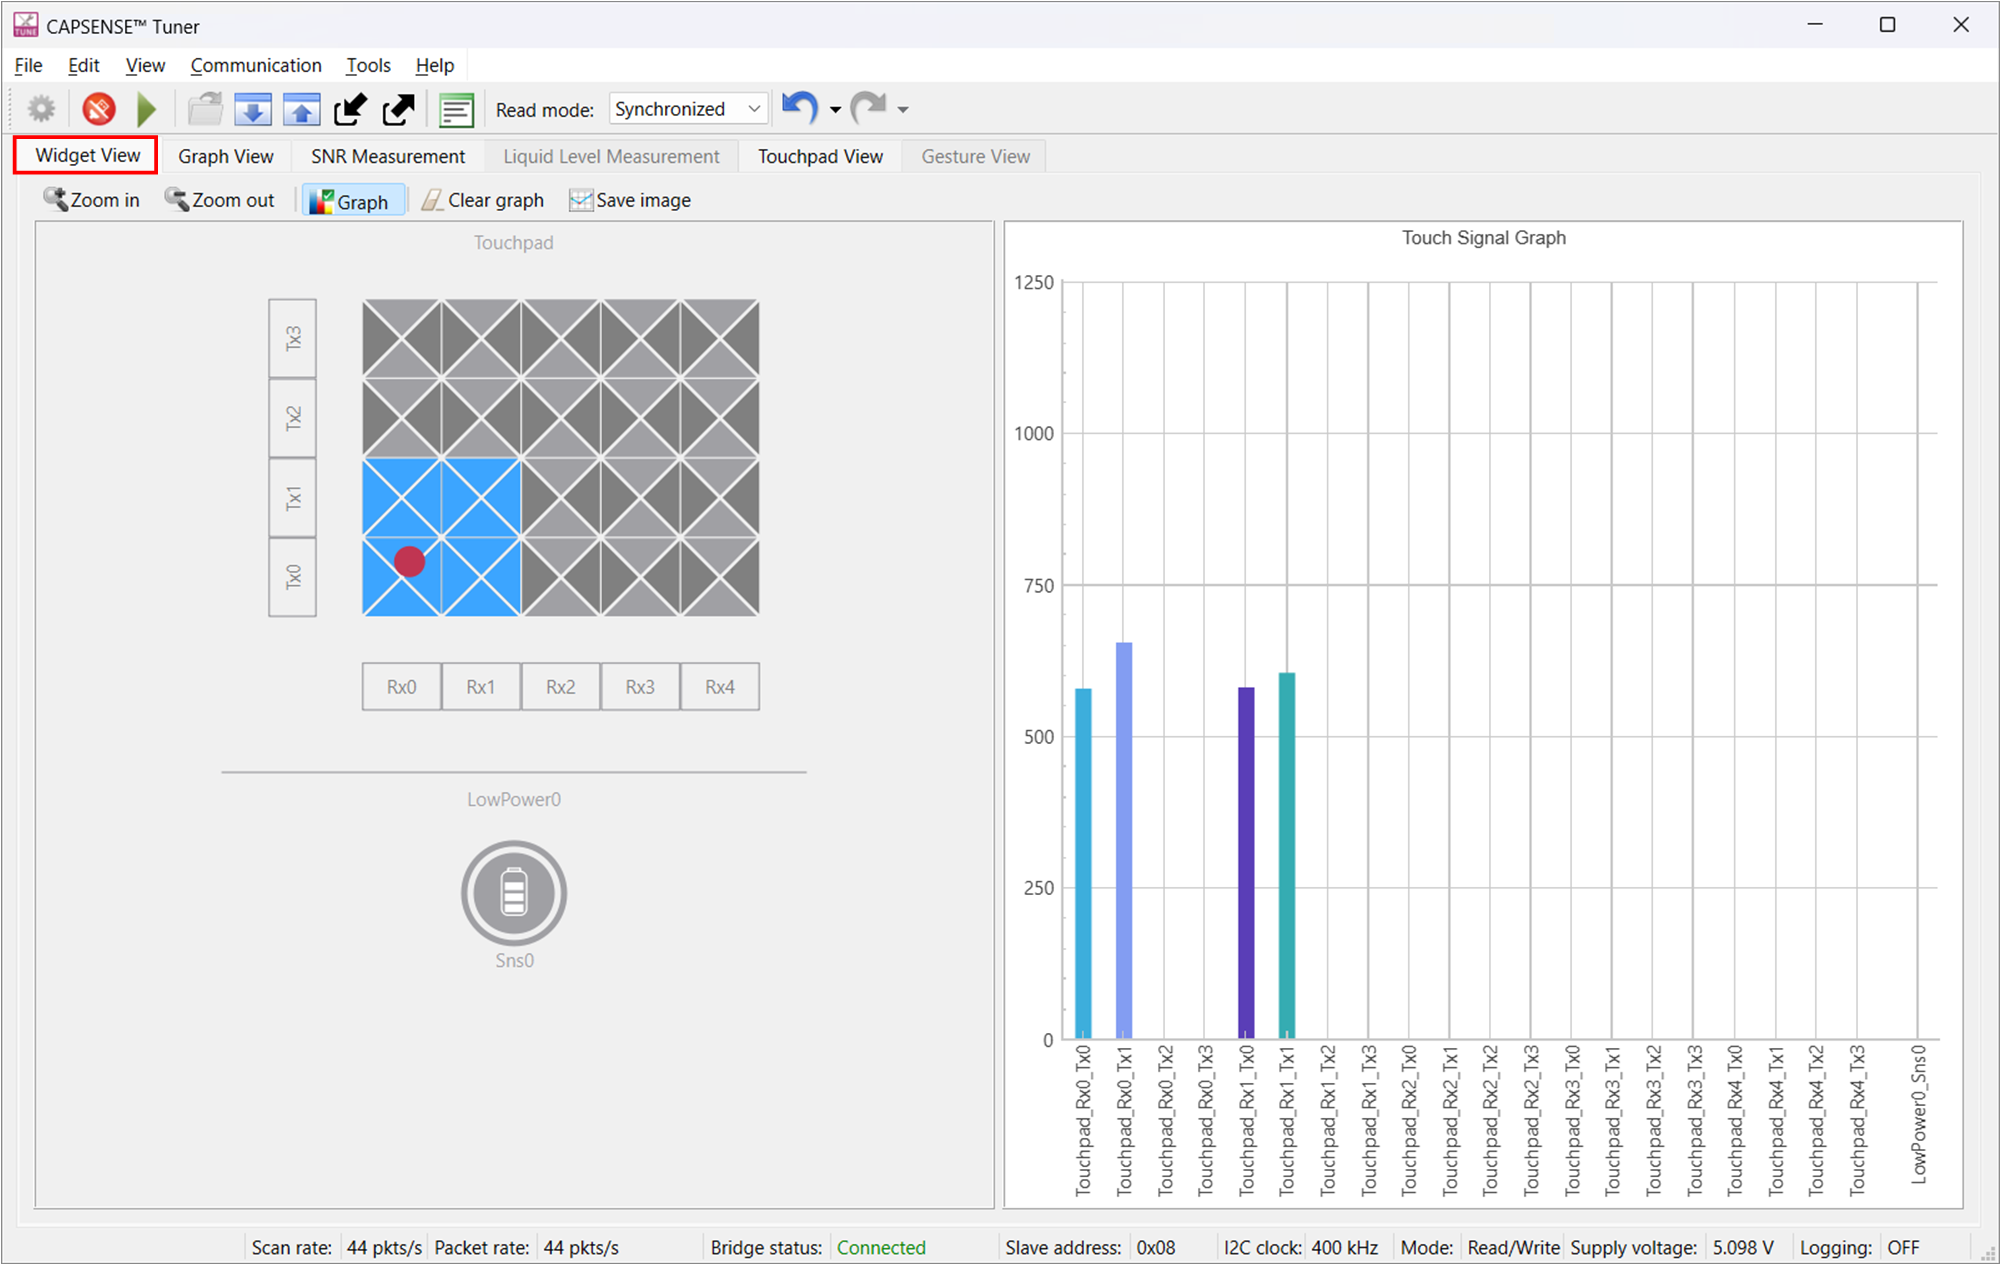 CAPSENSE™ Tuner
File Edit View Communication Tools Help
Read mode: Synchronized
Widget View Graph View SNR Measurement Liquid Level Measurement Touchpad View Gesture View
Zoom in Zoom out Graph Clear graph Save image
Touchpad
Tx3
Tx2
Tx1
Tx0
Rx0 Rx1 Rx2 Rx3 Rx4
LowPower0
Sns0
Touch Signal Graph
1250
1000
750
500
250
0
Touchpad_Rx0_Tx0
Touchpad_Rx0_Tx1
Touchpad_Rx0_Tx2
Touchpad_Rx0_Tx3
Touchpad_Rx1_Tx0
Touchpad_Rx1_Tx1
Touchpad_Rx1_Tx2
Touchpad_Rx1_Tx3
Touchpad_Rx2_Tx0
Touchpad_Rx2_Tx1
Touchpad_Rx2_Tx2
Touchpad_Rx2_Tx3
Touchpad_Rx3_Tx0
Touchpad_Rx3_Tx1
Touchpad_Rx3_Tx2
Touchpad_Rx3_Tx3
Touchpad_Rx4_Tx0
Touchpad_Rx4_Tx1
Touchpad_Rx4_Tx2
Touchpad_Rx4_Tx3
LowPower0_Sns0
Scan rate: 44 pkts/s Packet rate: 44 pkts/s Bridge status: Connected Slave address: 0x08 I2C clock: 400 kHz Mode: Read/Write Supply voltage: 5.098 V Logging: OFF